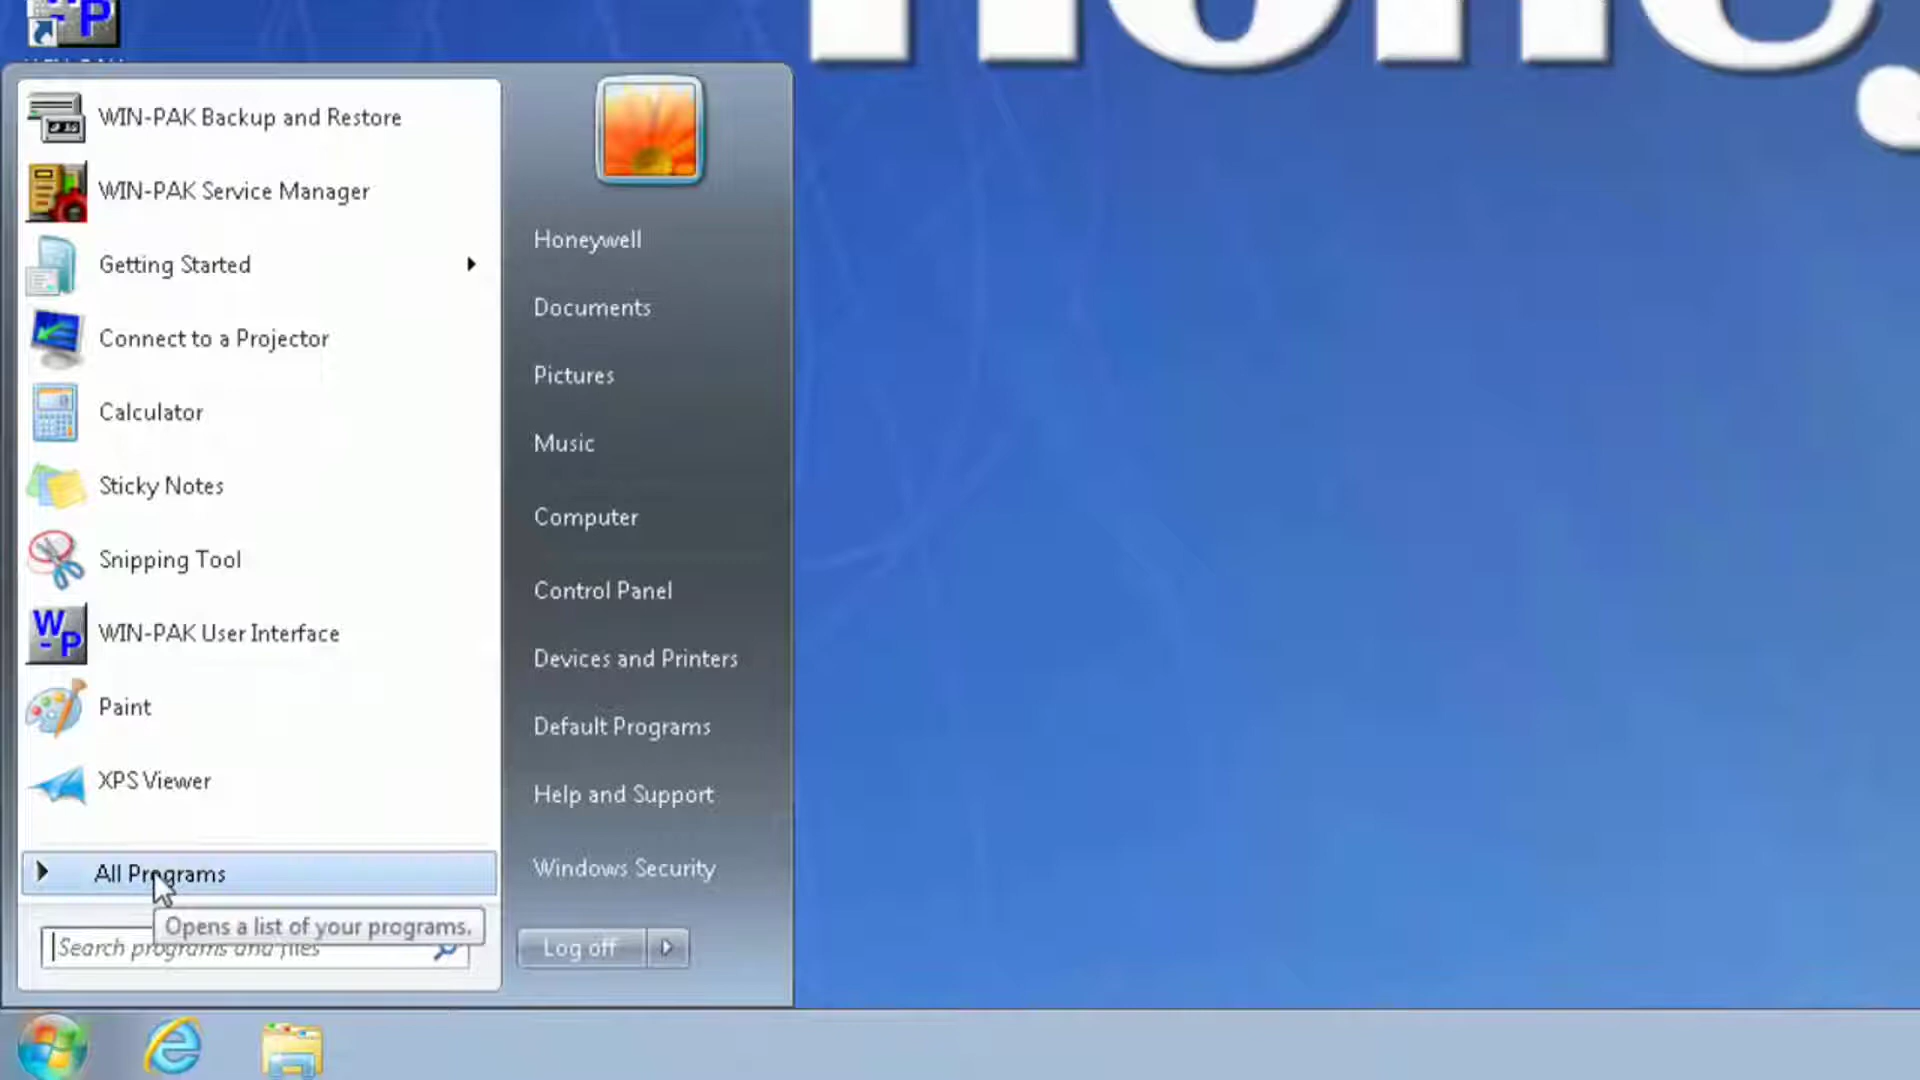 WIN-PAK Backup and Restore
WIN-PAK Service Manager
Getting Started
Connect to a Projector
Calculator
Sticky Notes
Snipping Tool
W-P
WIN-PAK User Interface
Paint
XPS Viewer
All Programs
Opens a list of your programs.
Search programs and files
Honeywell
Documents
Pictures
Music
Computer
Control Panel
Devices and Printers
Default Programs
Help and Support
Windows Security
Log off